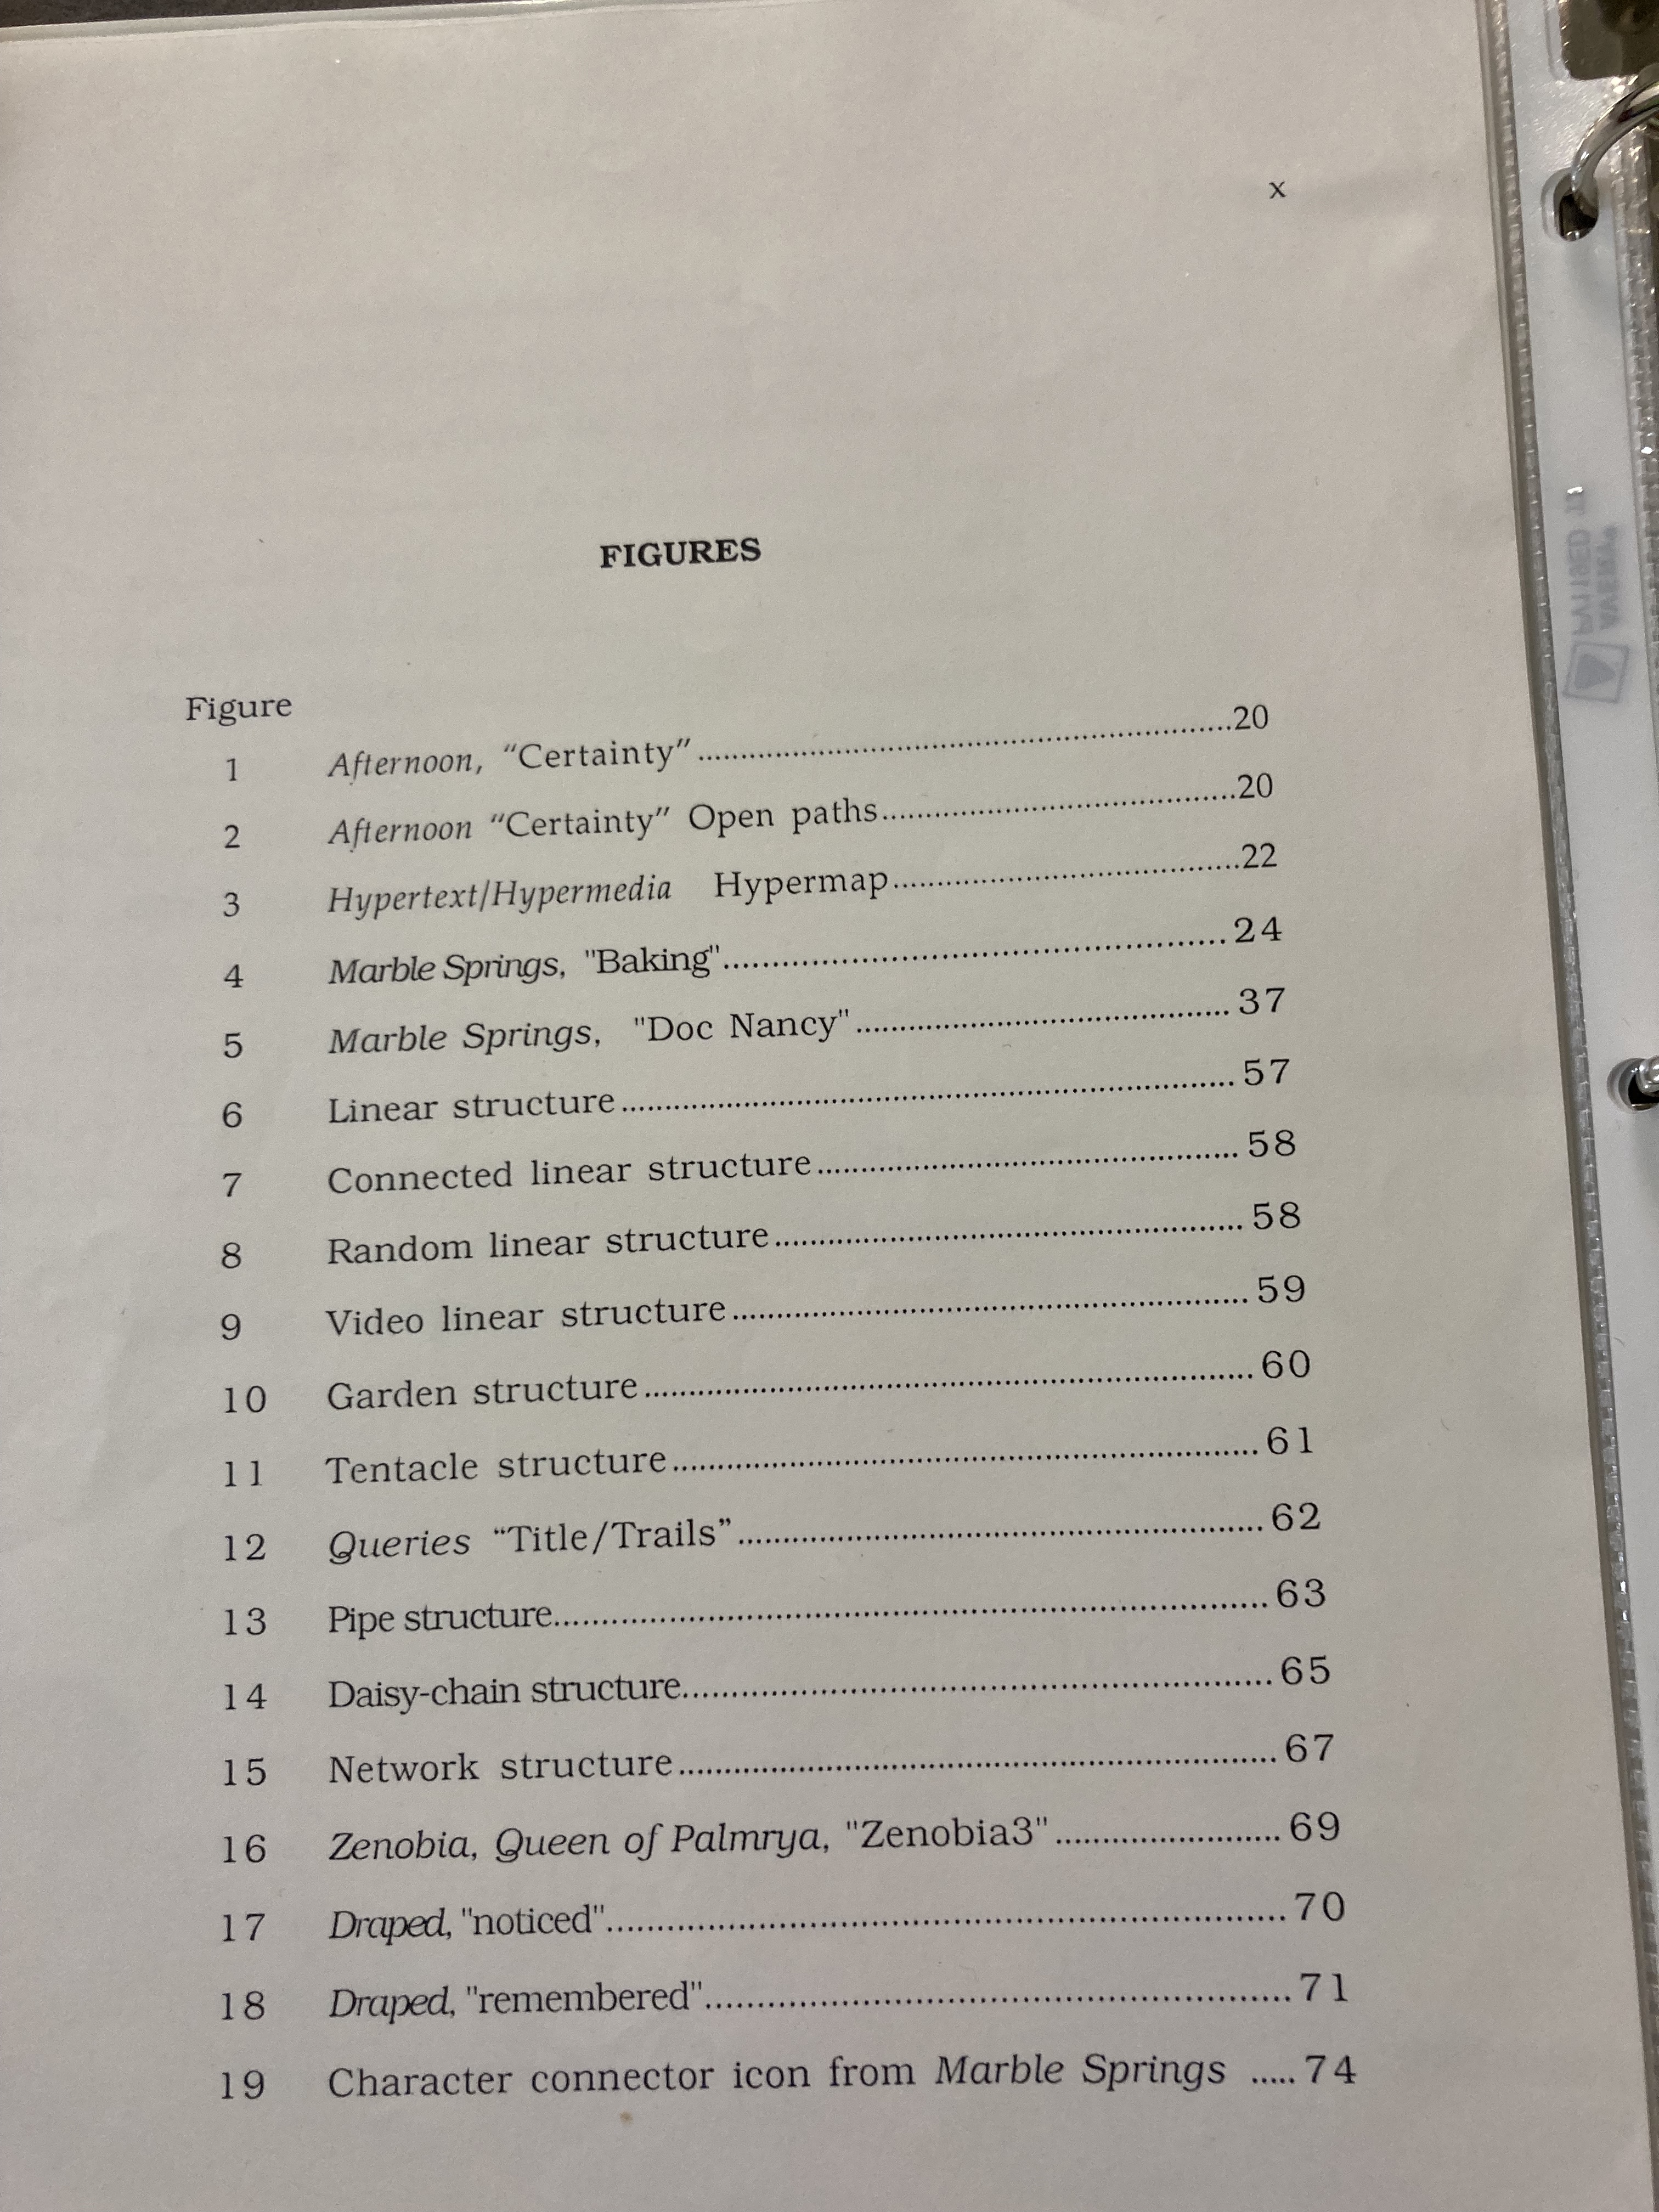 x
FIGURES
Figure
1 Afternoon, “Certainty”..........20
2 Afternoon “Certainty” Open paths..........20
3 Hypertext/Hypermedia Hypermap..........22
4 Marble Springs, "Baking"..........24
5 Marble Springs, "Doc Nancy"..........37
6 Linear structure..........57
7 Connected linear structure..........58
8 Random linear structure..........58
9 Video linear structure..........59
10 Garden structure..........60
11 Tentacle structure..........61
12 Queries “Title/Trails”..........62
13 Pipe structure..........63
14 Daisy-chain structure..........65
15 Network structure..........67
16 Zenobia, Queen of Palmrya, "Zenobia3"..........69
17 Draped, "noticed"..........70
18 Draped, "remembered"..........71
19 Character connector icon from Marble Springs .....74
AVERY